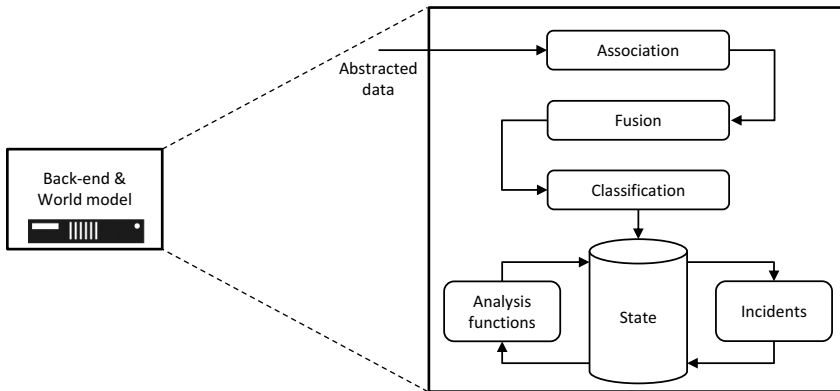 Back-end &
World model
Abstracted
data
Association
Fusion
Classification
State
Analysis
functions
Incidents